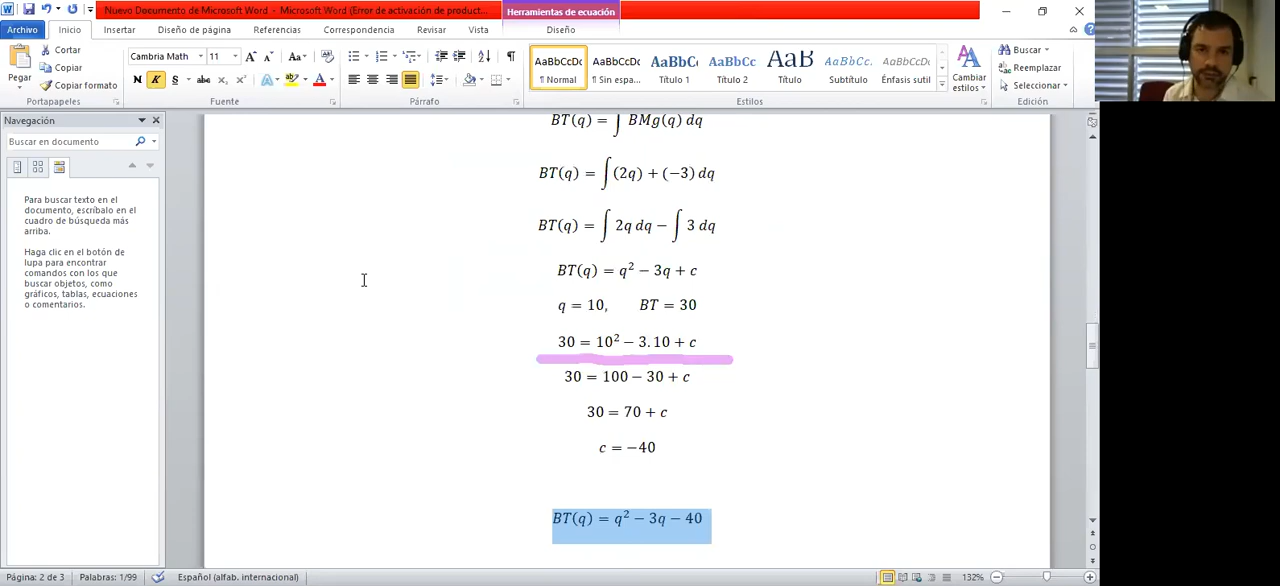 Nuevo Documento de Microsoft Word - Microsoft Word (Error de activación de product...
Herramientas de ecuación
Archivo Inicio Insertar Diseño de página Referencias Correspondencia Revisar Vista Diseño
Pegar
Cortar
Copiar
Copiar formato
Portapapeles
Cambria Math 11
N K S abc
Fuente
Párrafo
AaBbCcDc AaBbCcDc AaBbC AaBbCc AaB AaBbCc. AaBbCcDc
¶ Normal ¶ Sin espa... Título 1 Título 2 Título Subtítulo Énfasis sutil
Estilos
Cambiar estilos
Buscar
Reemplazar
Seleccionar
Edición
Navegación
Buscar en documento
Para buscar texto en el
documento, escríbalo en el
cuadro de búsqueda más
arriba.
Haga clic en el botón de
lupa para encontrar
comandos con los que
buscar objetos, como
gráficos, tablas, ecuaciones
o comentarios.
BT(q) = ∫ BMg(q) dq
BT(q) = ∫(2q) + (−3) dq
BT(q) = ∫ 2q dq − ∫ 3 dq
BT(q) = q² − 3q + c
q = 10, BT = 30
30 = 10² − 3.10 + c
30 = 100 − 30 + c
30 = 70 + c
c = −40
BT(q) = q² − 3q − 40
Página: 2 de 3 Palabras: 1/99 Español (alfab. internacional) 132%